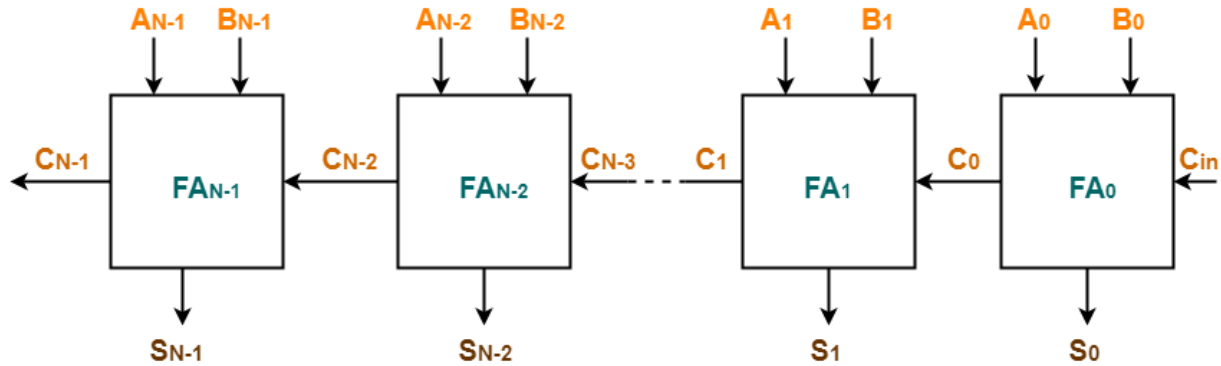 AN-1 BN-1 AN-2 BN-2 A1 B1 A0 B0
CN-1 CN-2 CN-3 C1 C0 Cin
FAN-1 FAN-2 FA1 FA0
SN-1 SN-2 S1 S0